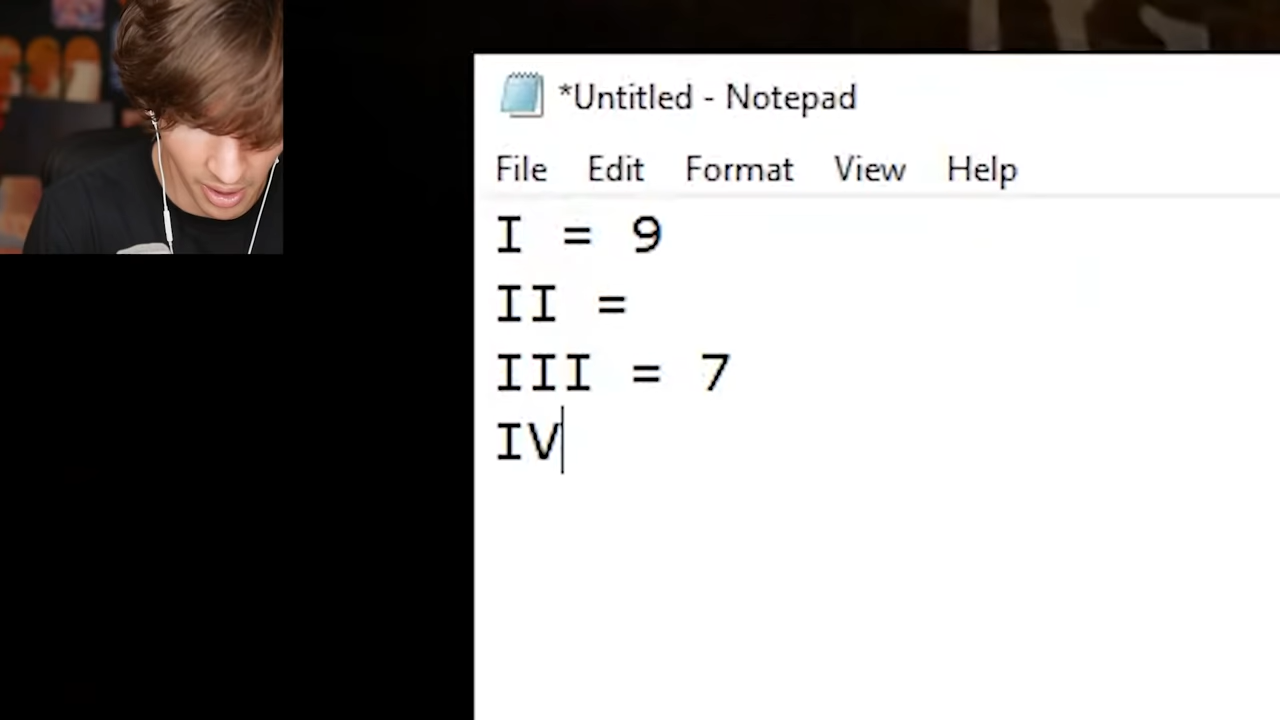 *Untitled - Notepad
File Edit Format View Help
I = 9
II =
III = 7
IV